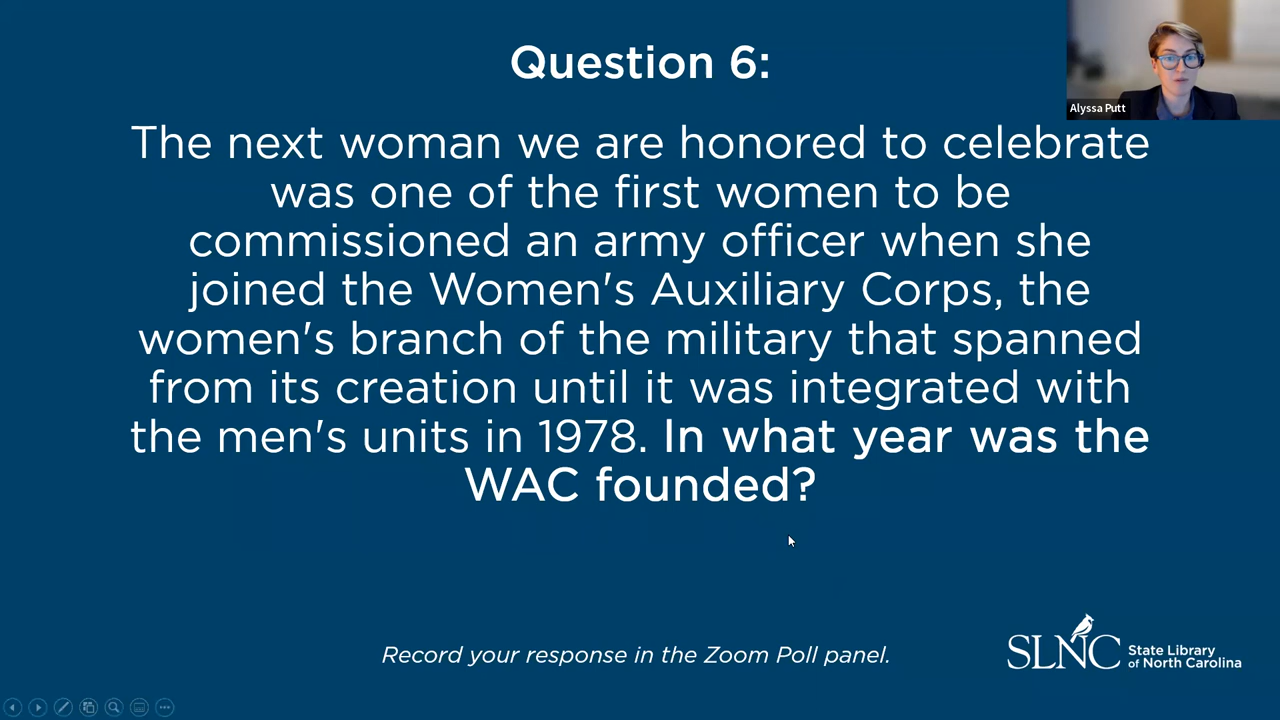 Question 6:
Alyssa Putt
The next woman we are honored to celebrate
was one of the first women to be
commissioned an army officer when she
joined the Women's Auxiliary Corps, the
women's branch of the military that spanned
from its creation until it was integrated with
the men's units in 1978. In what year was the
WAC founded?
Record your response in the Zoom Poll panel.
SLNC State Library
of North Carolina